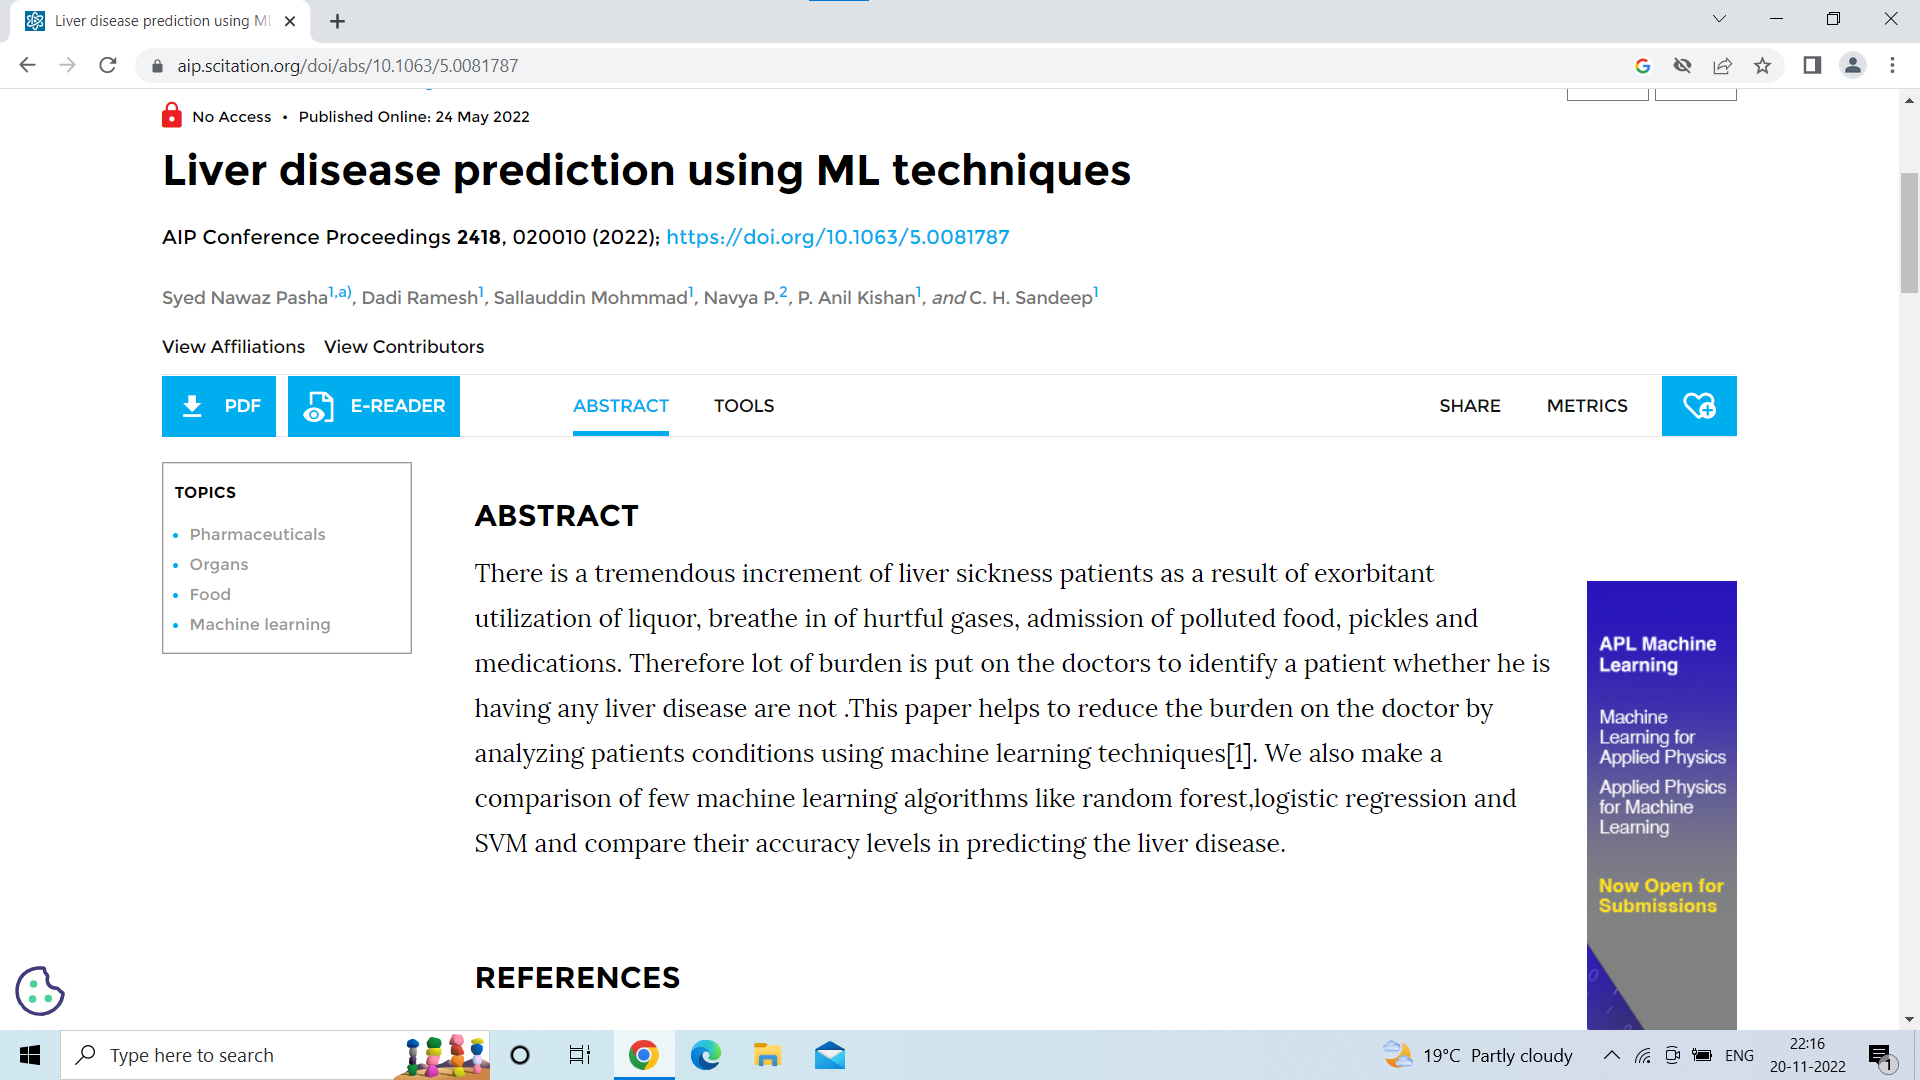 Liver disease prediction using ML
aip.scitation.org/doi/abs/10.1063/5.0081787
No Access • Published Online: 24 May 2022
Liver disease prediction using ML techniques
AIP Conference Proceedings 2418, 020010 (2022); https://doi.org/10.1063/5.0081787
Syed Nawaz Pasha1,a), Dadi Ramesh1, Sallauddin Mohmmad1, Navya P.2, P. Anil Kishan1, and C. H. Sandeep1
View Affiliations View Contributors
PDF E-READER ABSTRACT TOOLS SHARE METRICS
TOPICS
• Pharmaceuticals
• Organs
• Food
• Machine learning
ABSTRACT
There is a tremendous increment of liver sickness patients as a result of exorbitant
utilization of liquor, breathe in of hurtful gases, admission of polluted food, pickles and
medications. Therefore lot of burden is put on the doctors to identify a patient whether he is
having any liver disease are not .This paper helps to reduce the burden on the doctor by
analyzing patients conditions using machine learning techniques[1]. We also make a
comparison of few machine learning algorithms like random forest,logistic regression and
SVM and compare their accuracy levels in predicting the liver disease.
REFERENCES
APL Machine
Learning
Machine
Learning for
Applied Physics
Applied Physics
for Machine
Learning
Now Open for
Submissions
Type here to search
19°C Partly cloudy
ENG
22:16
20-11-2022
1